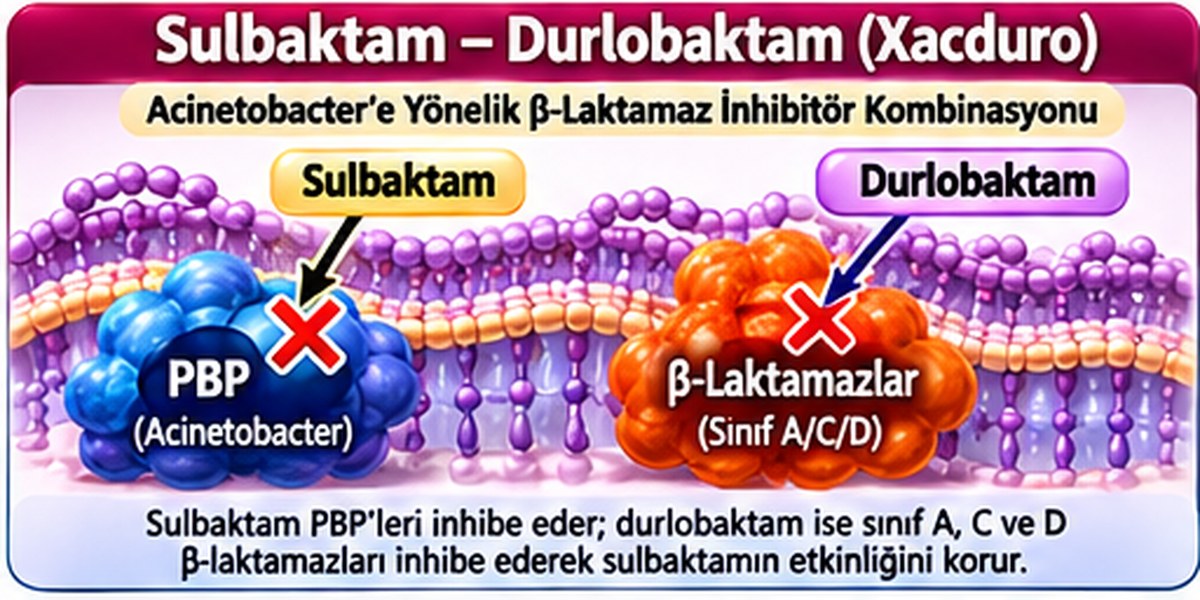 Sulbaktam – Durlobaktam (Xacduro)
Acinetobacter'e Yönelik β-Laktamaz İnhibitör Kombinasyonu
Sulbaktam
Durlobaktam
PBP
(Acinetobacter)
β-Laktamazlar
(Sınıf A/C/D)
Sulbaktam PBP'leri inhibe eder; durlobaktam ise sınıf A, C ve D
β-laktamazları inhibe ederek sulbaktamın etkinliğini korur.